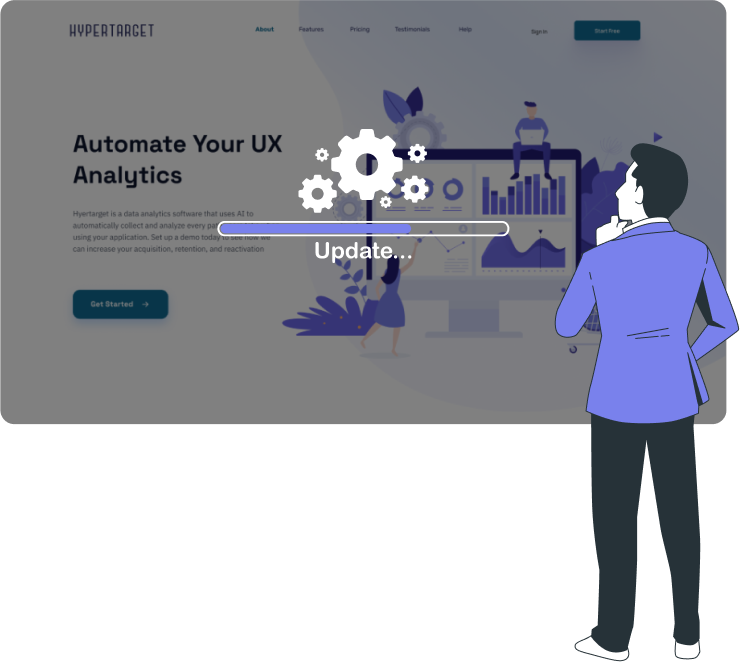 HYPERTARGET
About Features Pricing Testimonials Help Sign in Start Free
Automate Your UX
Analytics
Hyertarget is a data analytics software that uses AI to
automatically collect and analyze every
using your application. Set up a demo today to see how we
can increase your acquisition, retention, and reactivation
Update...
Get Started